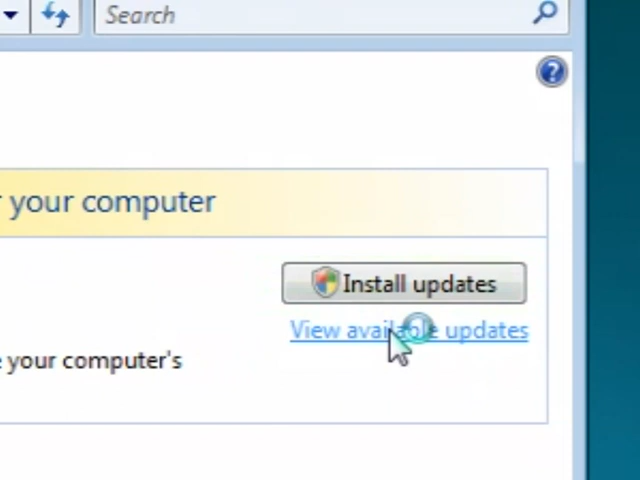 Search
your computer
Install updates
View available updates
your computer's